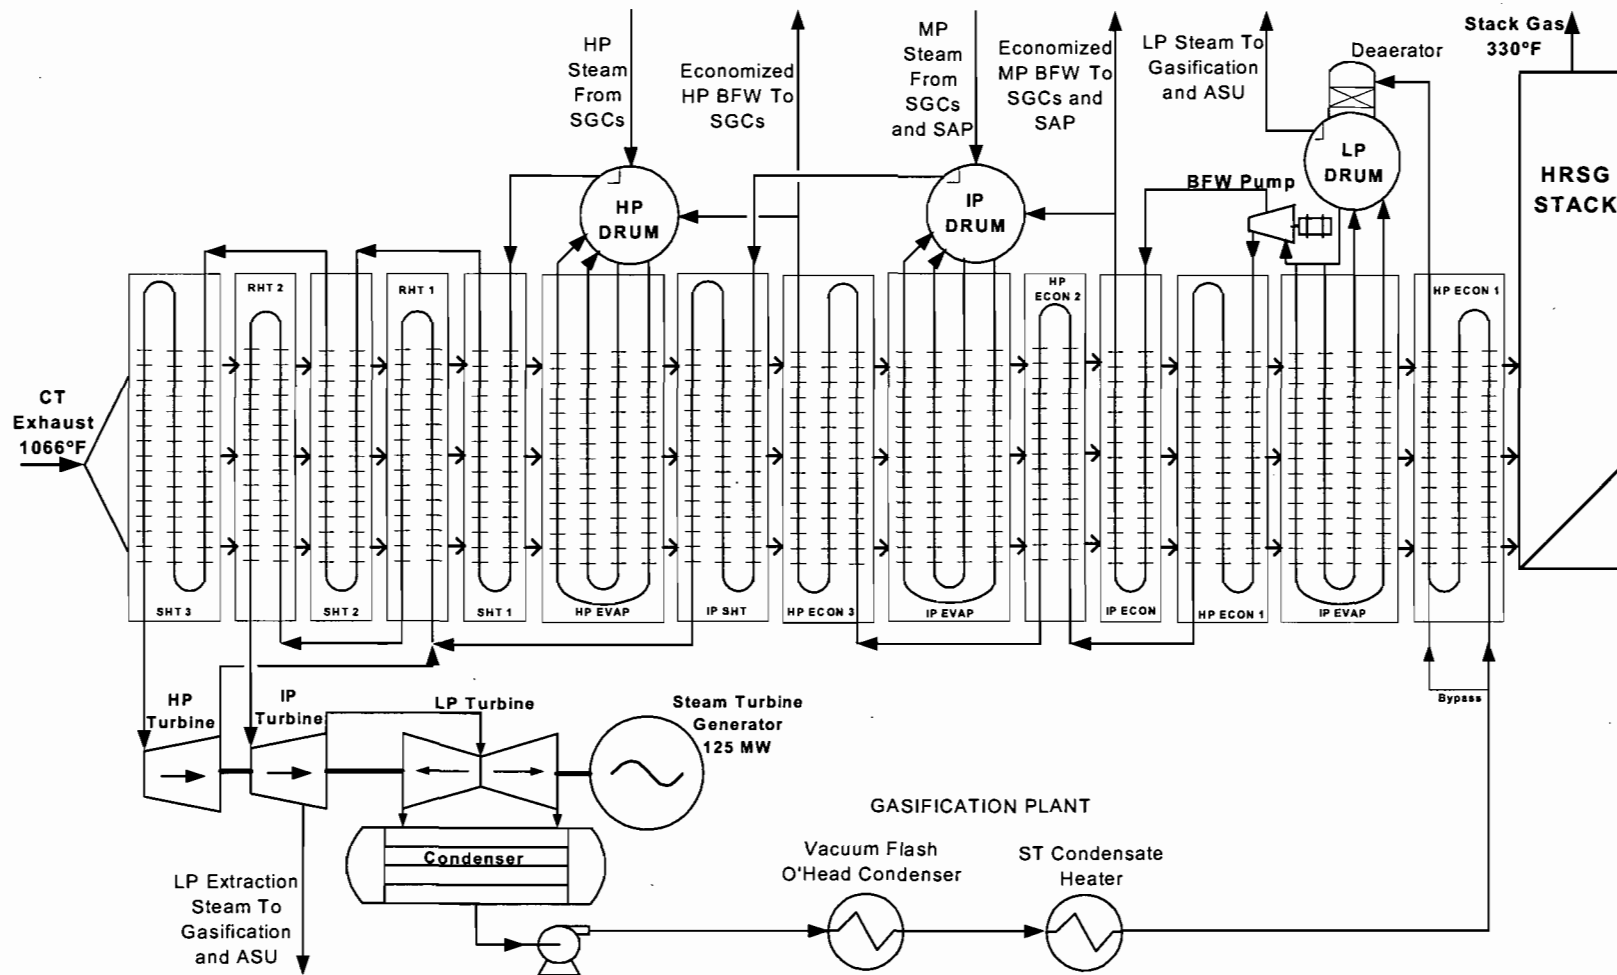 HP
Steam
From
SGCs
Economized
HP BFW To
SGCs
MP
Steam
From
SGCs
and SAP
Economized
MP BFW To
SGCs and
SAP
LP Steam To
Gasification
and ASU
Deaerator
Stack Gas
330ºF
HP
DRUM
IP
DRUM
LP
DRUM
BFW Pump
HRSG
STACK
CT
Exhaust
1066ºF
SHT 3
RHT 2
SHT 2
RHT 1
SHT 1
HP EVAP
IP SHT
HP ECON 3
IP EVAP
HP
ECON 2
IP ECON
HP ECON 1
IP EVAP
HP ECON 1
Bypass
HP
Turbine
IP
Turbine
LP Turbine
Steam Turbine
Generator
125 MW
Condenser
LP Extraction
Steam To
Gasification
and ASU
GASIFICATION PLANT
Vacuum Flash
O'Head Condenser
ST Condensate
Heater